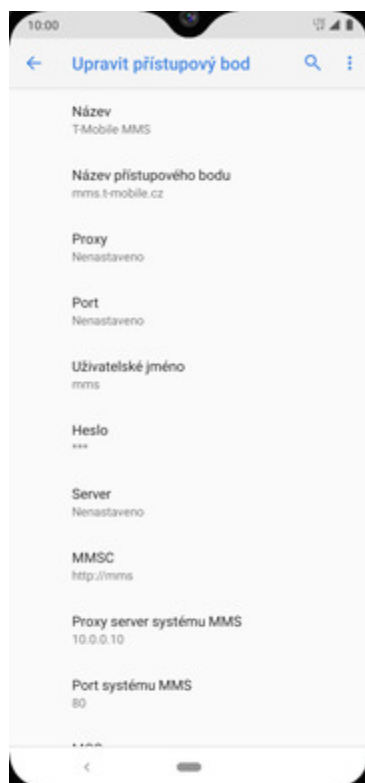 10:00
Upravit přístupový bod
Název
T-Mobile MMS
Název přístupového bodu
mms.t-mobile.cz
Proxy
Nenastaveno
Port
Nenastaveno
Uživatelské jméno
mms
Heslo
***
Server
Nenastaveno
MMSC
http://mms
Proxy server systému MMS
10.0.0.10
Port systému MMS
80